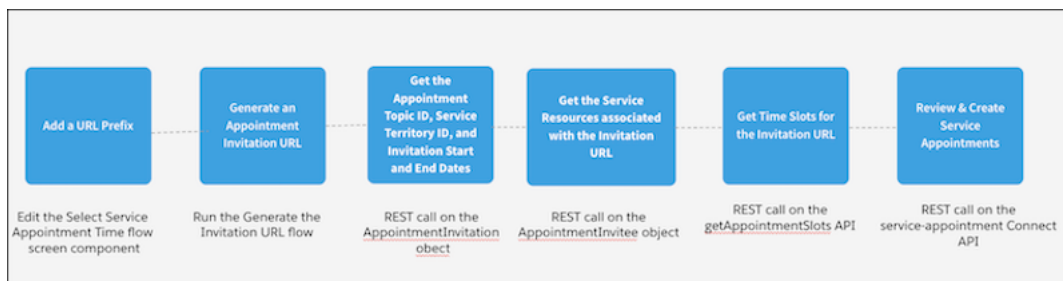 Add a URL Prefix
Generate an
Appointment
Invitation URL
Get the
Appointment
Topic ID, Service
Territory ID, and
Invitation Start
and End Dates
Get the Service
Resources associated
with the Invitation
URL
Get Time Slots for
the Invitation URL
Review & Create
Service
Appointments
Edit the Select Service
Appointment Time flow
screen component
Run the Generate the
Invitation URL flow
REST call on the
AppointmentInvitation
obect
REST call on the
AppointmentInvitee object
REST call on the
getAppointmentSlots API
REST call on the
service-appointment Connect
API